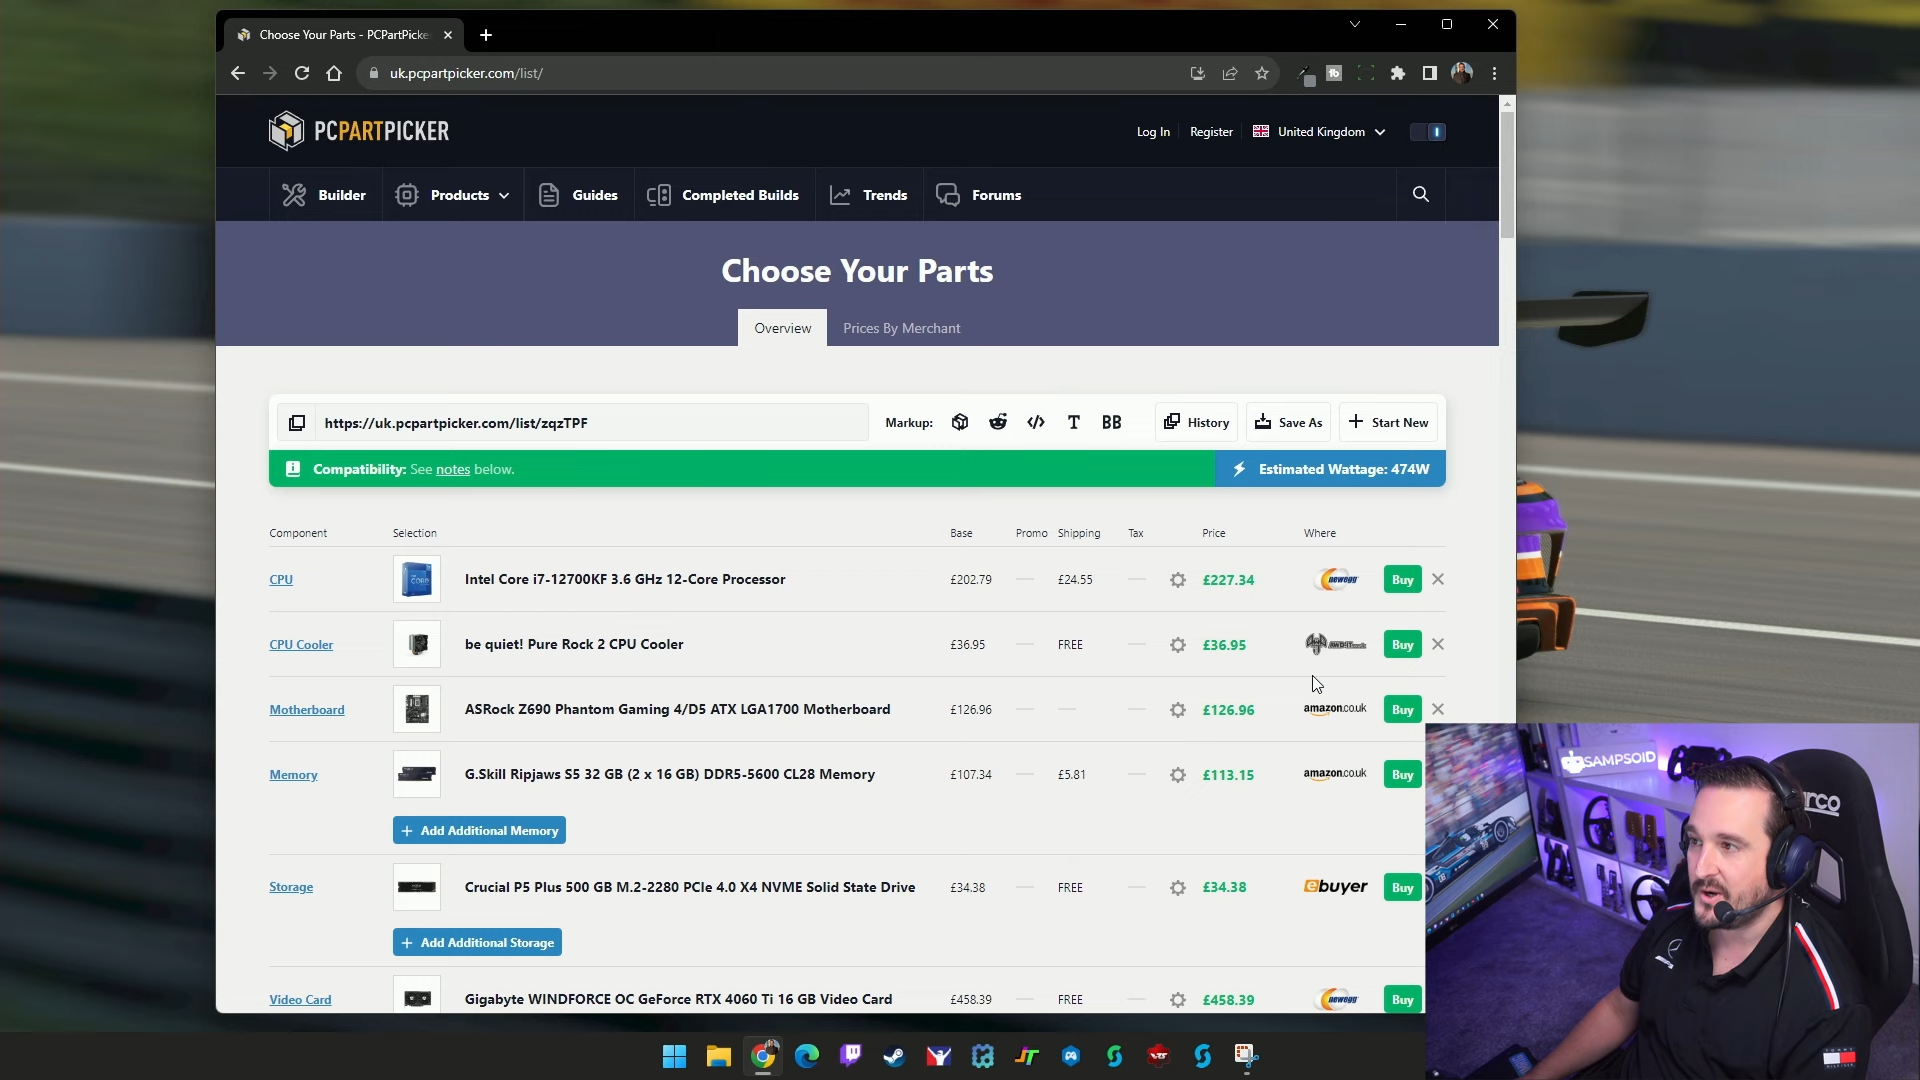 Choose Your Parts - PCPartPicke
uk.pcpartpicker.com/list/
PCPARTPICKER
Log In
Register
United Kingdom
Builder
Products
Guides
Completed Builds
Trends
Forums
Choose Your Parts
Overview
Prices By Merchant
https://uk.pcpartpicker.com/list/zqzTPF
Markup:
T
BB
History
Save As
+ Start New
Compatibility: See notes below.
Estimated Wattage: 474W
Component Selection Base Promo Shipping Tax Price Where
CPU Intel Core i7-12700KF 3.6 GHz 12-Core Processor £202.79 — £24.55 — £227.34 newegg Buy
CPU Cooler be quiet! Pure Rock 2 CPU Cooler £36.95 — FREE — £36.95 Buy
Motherboard ASRock Z690 Phantom Gaming 4/D5 ATX LGA1700 Motherboard £126.96 — — — £126.96 amazon.co.uk Buy
Memory G.Skill Ripjaws S5 32 GB (2 x 16 GB) DDR5-5600 CL28 Memory £107.34 — £5.81 — £113.15 amazon.co.uk Buy
+ Add Additional Memory
Storage Crucial P5 Plus 500 GB M.2-2280 PCIe 4.0 X4 NVME Solid State Drive £34.38 — FREE — £34.38 ebuyer Buy
+ Add Additional Storage
Video Card Gigabyte WINDFORCE OC GeForce RTX 4060 Ti 16 GB Video Card £458.39 — FREE — £458.39 newegg Buy
SAMPSOID
rco